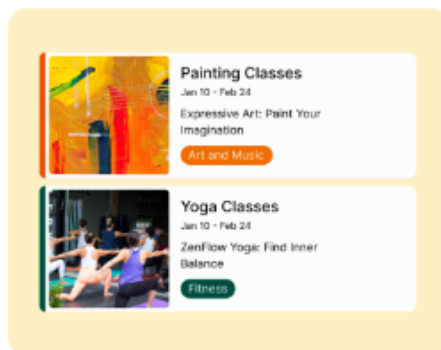 Painting Classes
Jan 10 - Feb 24
Expressive Art: Paint Your
Imagination
Art and Music
Yoga Classes
Jan 10 - Feb 24
ZenFlow Yoga: Find Inner
Balance
Fitness